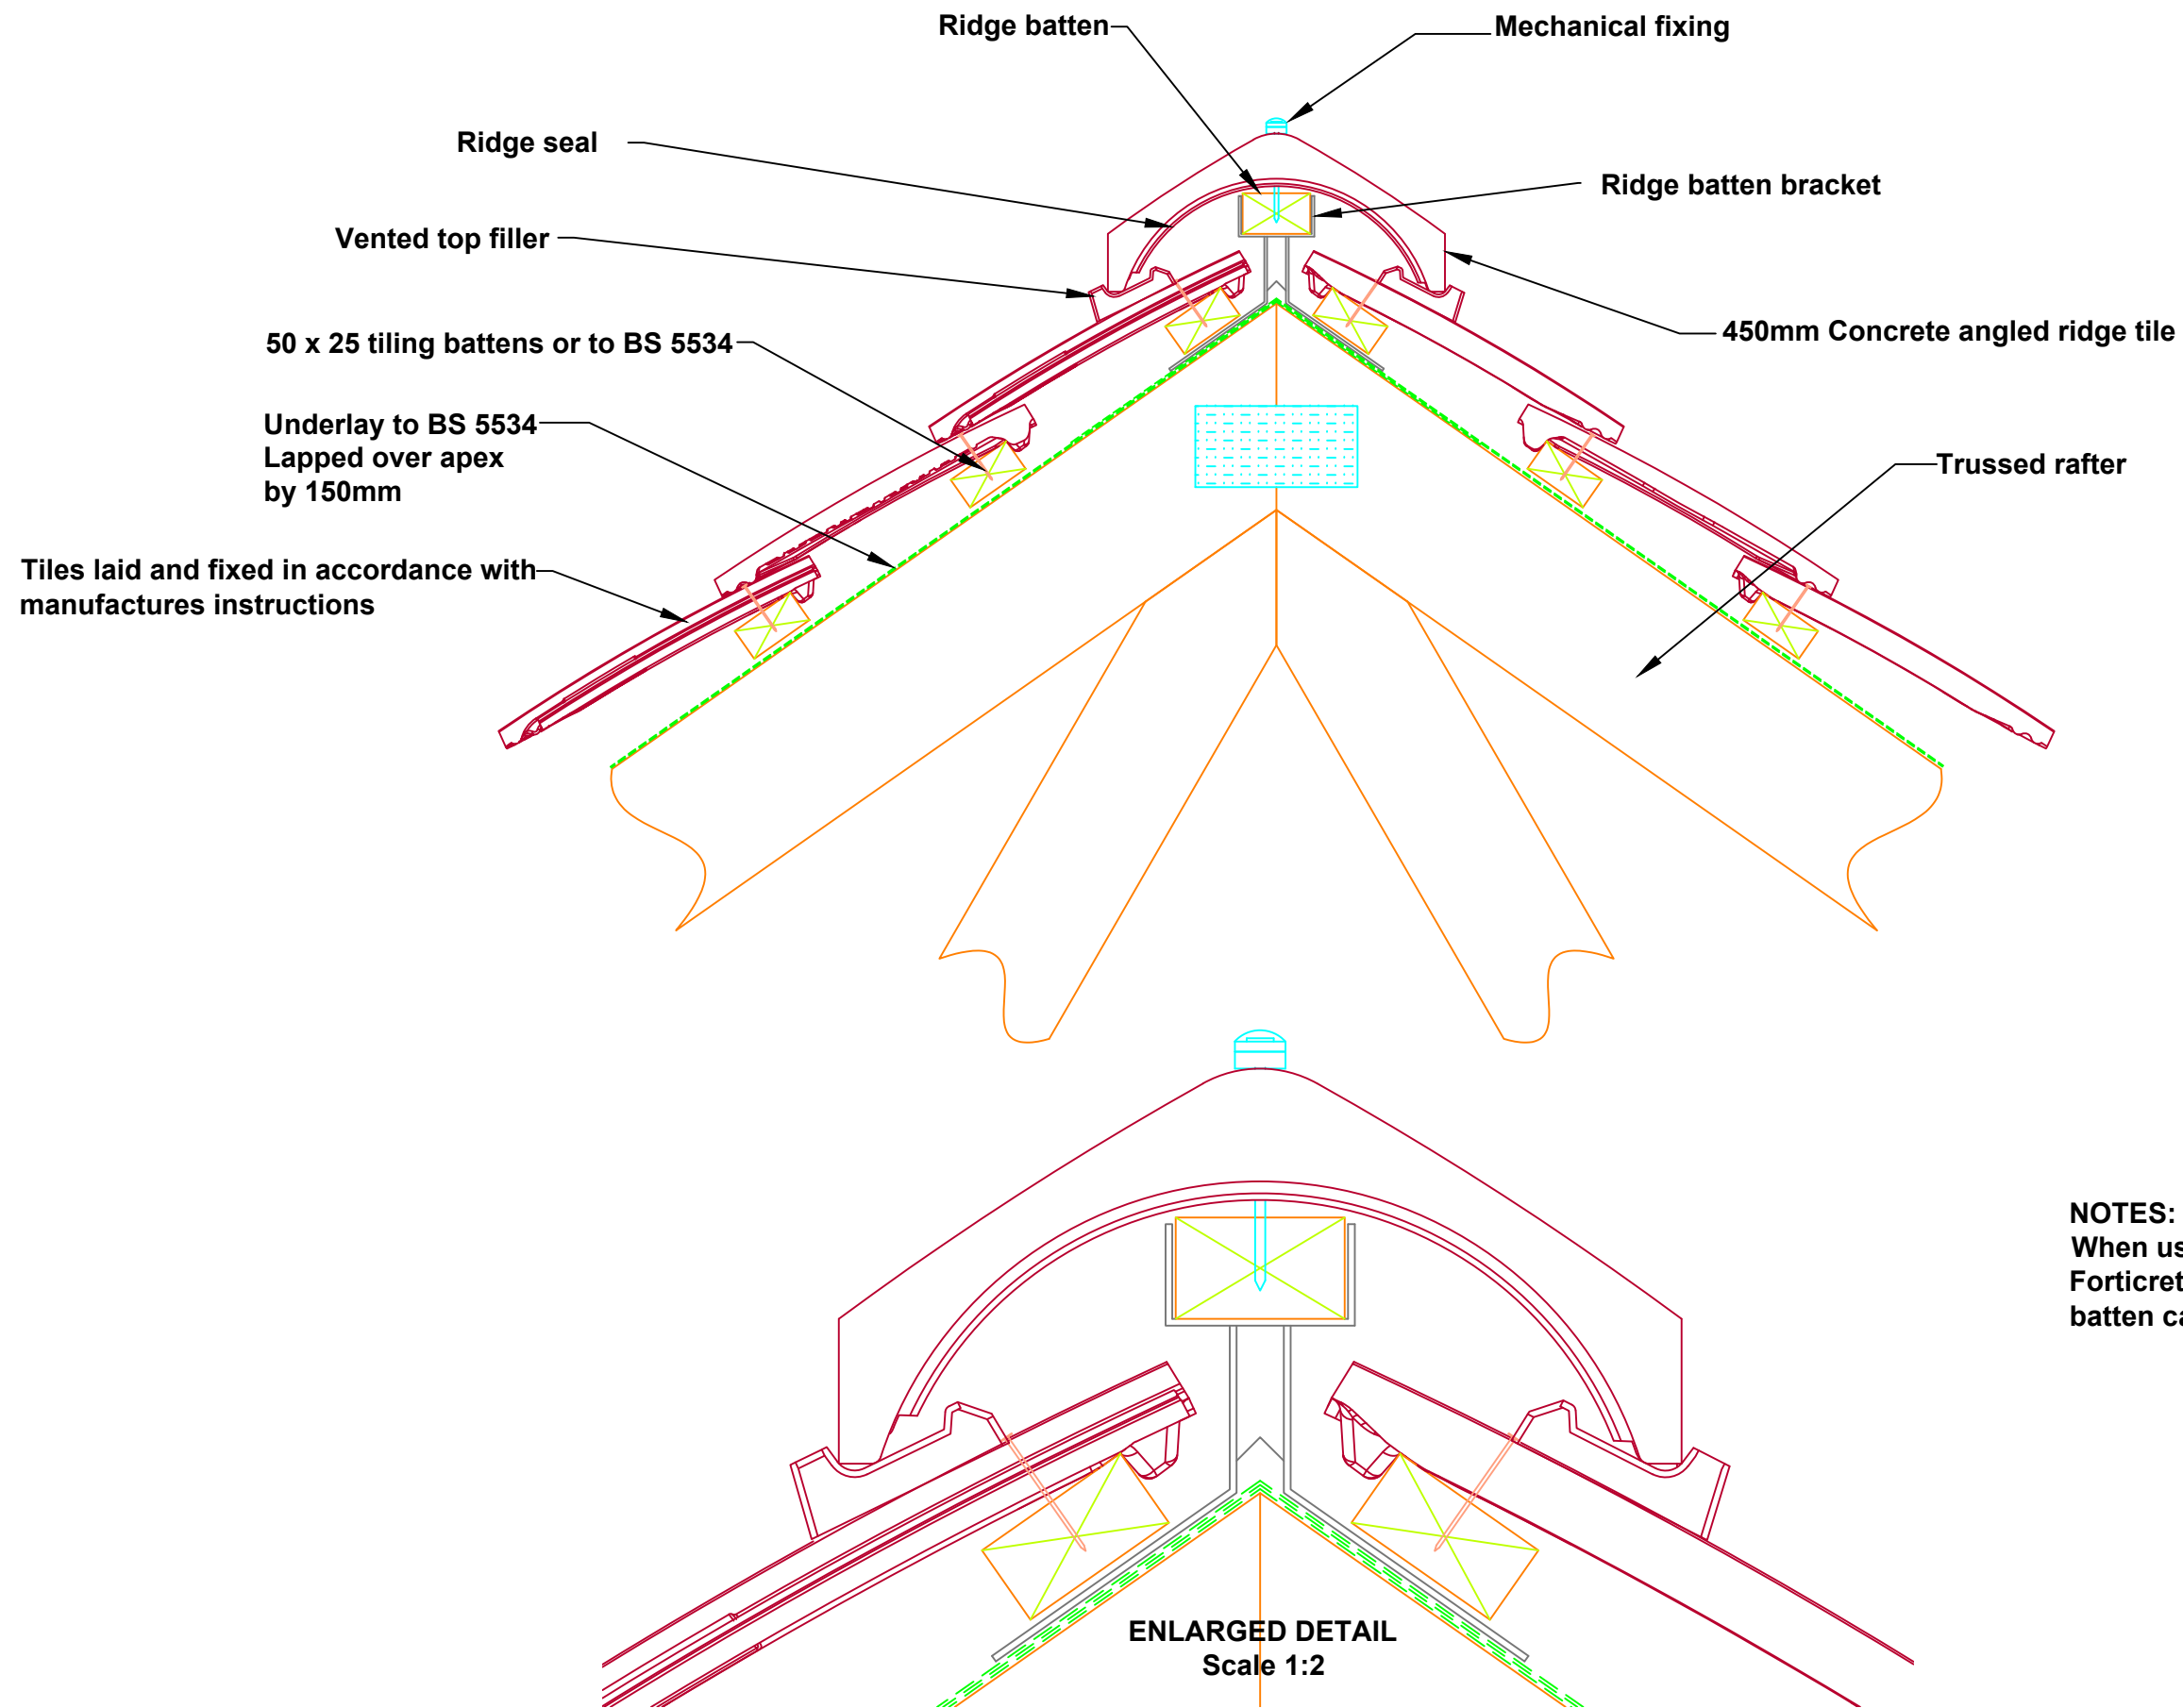 Ridge batten
Mechanical fixing
Ridge seal
Ridge batten bracket
Vented top filler
450mm Concrete angled ridge tile
50 x 25 tiling battens or to BS 5534
Underlay to BS 5534
Lapped over apex
by 150mm
Trussed rafter
Tiles laid and fixed in accordance with
manufactures instructions
NOTES:
When
batten
ENLARGED DETAIL
Scale 1:2